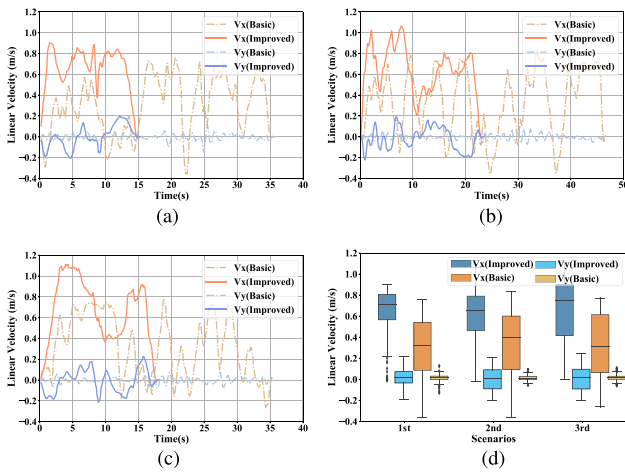 Vx(Basic)
Vx(Improved)
Vy(Basic)
Vy(Improved)
Linear Velocity (m/s)
1.2
1.0
0.8
0.6
0.4
0.2
0.0
−0.2
−0.4
0 5 10 15 20 25 30 35 40
Time(s)
(a)
Vx(Basic)
Vx(Improved)
Vy(Basic)
Vy(Improved)
Linear Velocity (m/s)
1.2
1.0
0.8
0.6
0.4
0.2
0.0
−0.2
−0.4
0 10 20 30 40 50
Time(s)
(b)
Vx(Basic)
Vx(Improved)
Vy(Basic)
Vy(Improved)
Linear Velocity (m/s)
1.2
1.0
0.8
0.6
0.4
0.2
0.0
−0.2
−0.4
0 5 10 15 20 25 30 35 40
Time(s)
(c)
Vx(Improved) Vy(Improved)
Vx(Basic) Vy(Basic)
Linear Velocity (m/s)
1.2
1.0
0.8
0.6
0.4
0.2
0.0
−0.2
−0.4
1st 2nd 3rd
Scenarios
(d)